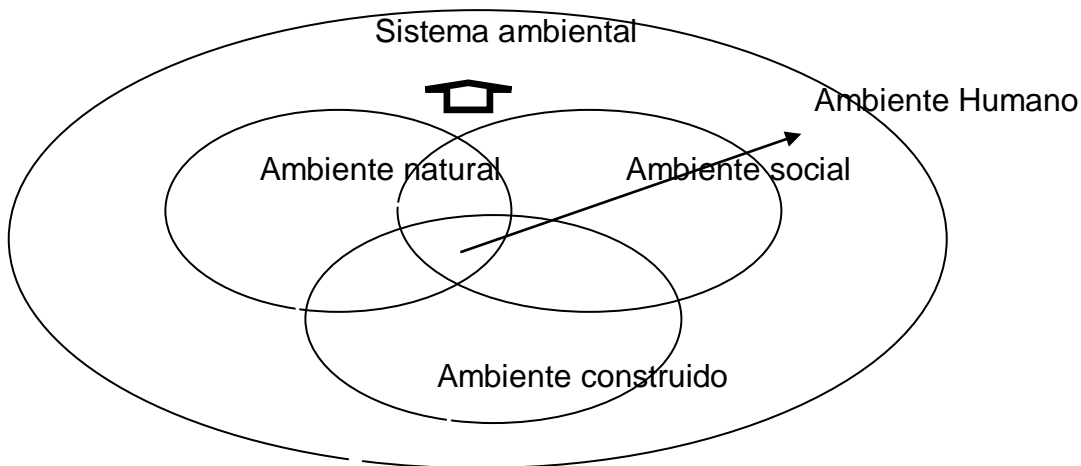 Sistema ambiental
Ambiente Humano
Ambiente natural
Ambiente social
Ambiente construido